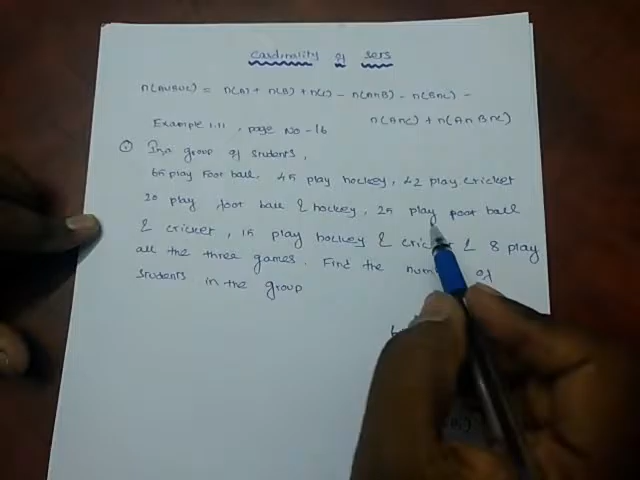 Cardinality of sets
n(AUBUC) = n(A) + n(B) + n(C) - n(A∩B) - n(B∩C) -
n(A∩C) + n(A∩B∩C)
Example 1.11, page No-16
① In a group of students,
65 play Foot ball, 45 play hockey, 42 play cricket
20 play foot ball & hockey, 25 play foot ball
& cricket, 15 play hockey & cricket & 8 play
all the three games. Find the num of
students in the group